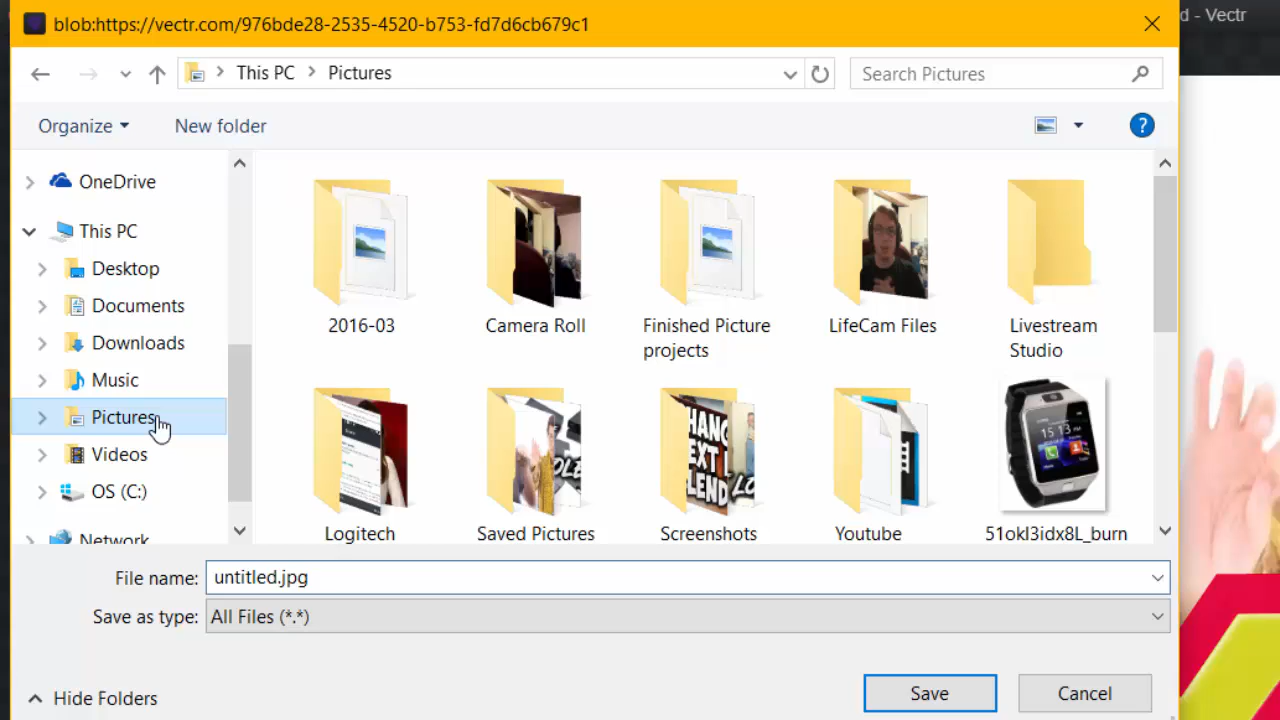 blob:https://vectr.com/976bde28-2535-4520-b753-fd7d6cb679c1
d - Vectr
This PC > Pictures
Search Pictures
Organize
New folder
?
OneDrive
This PC
Desktop
Documents
Downloads
Music
Pictures
Videos
OS (C:)
Network
2016-03
Camera Roll
Finished Picture
projects
LifeCam Files
Livestream
Studio
Logitech
Saved Pictures
Screenshots
Youtube
51okl3idx8L_burn
File name:
untitled.jpg
Save as type:
All Files (*.*)
Hide Folders
Save
Cancel